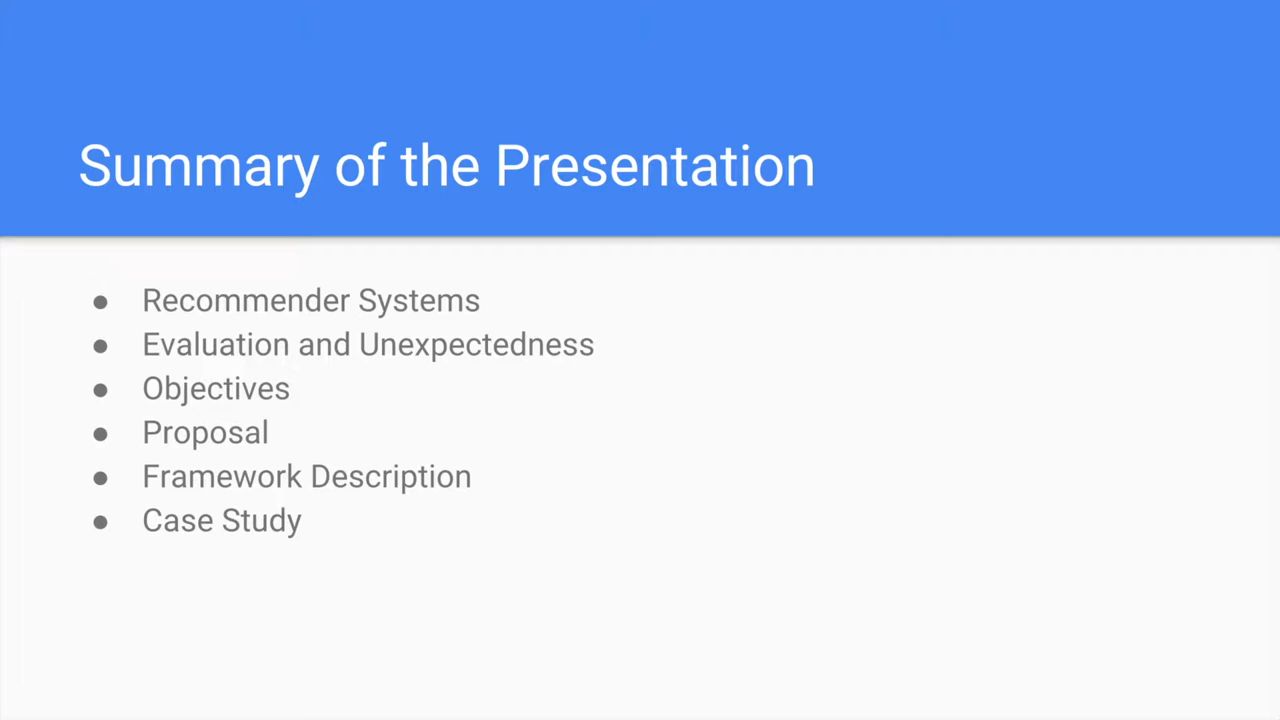 Summary of the Presentation
● Recommender Systems
● Evaluation and Unexpectedness
● Objectives
● Proposal
● Framework Description
● Case Study